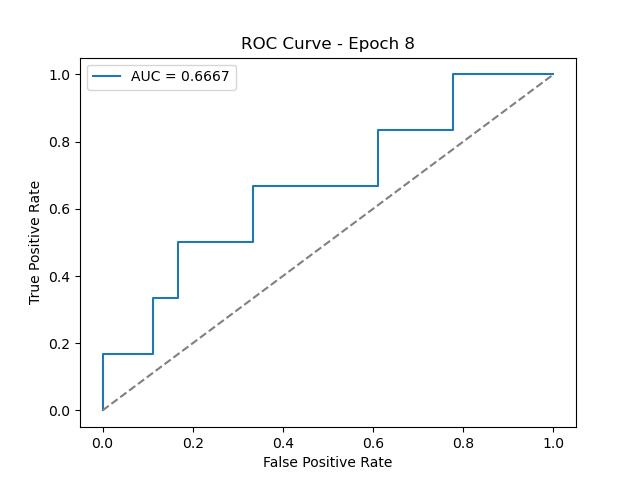 ROC Curve - Epoch 8
AUC = 0.6667
True Positive Rate
1.0
0.8
0.6
0.4
0.2
0.0
0.0 0.2 0.4 0.6 0.8 1.0
False Positive Rate